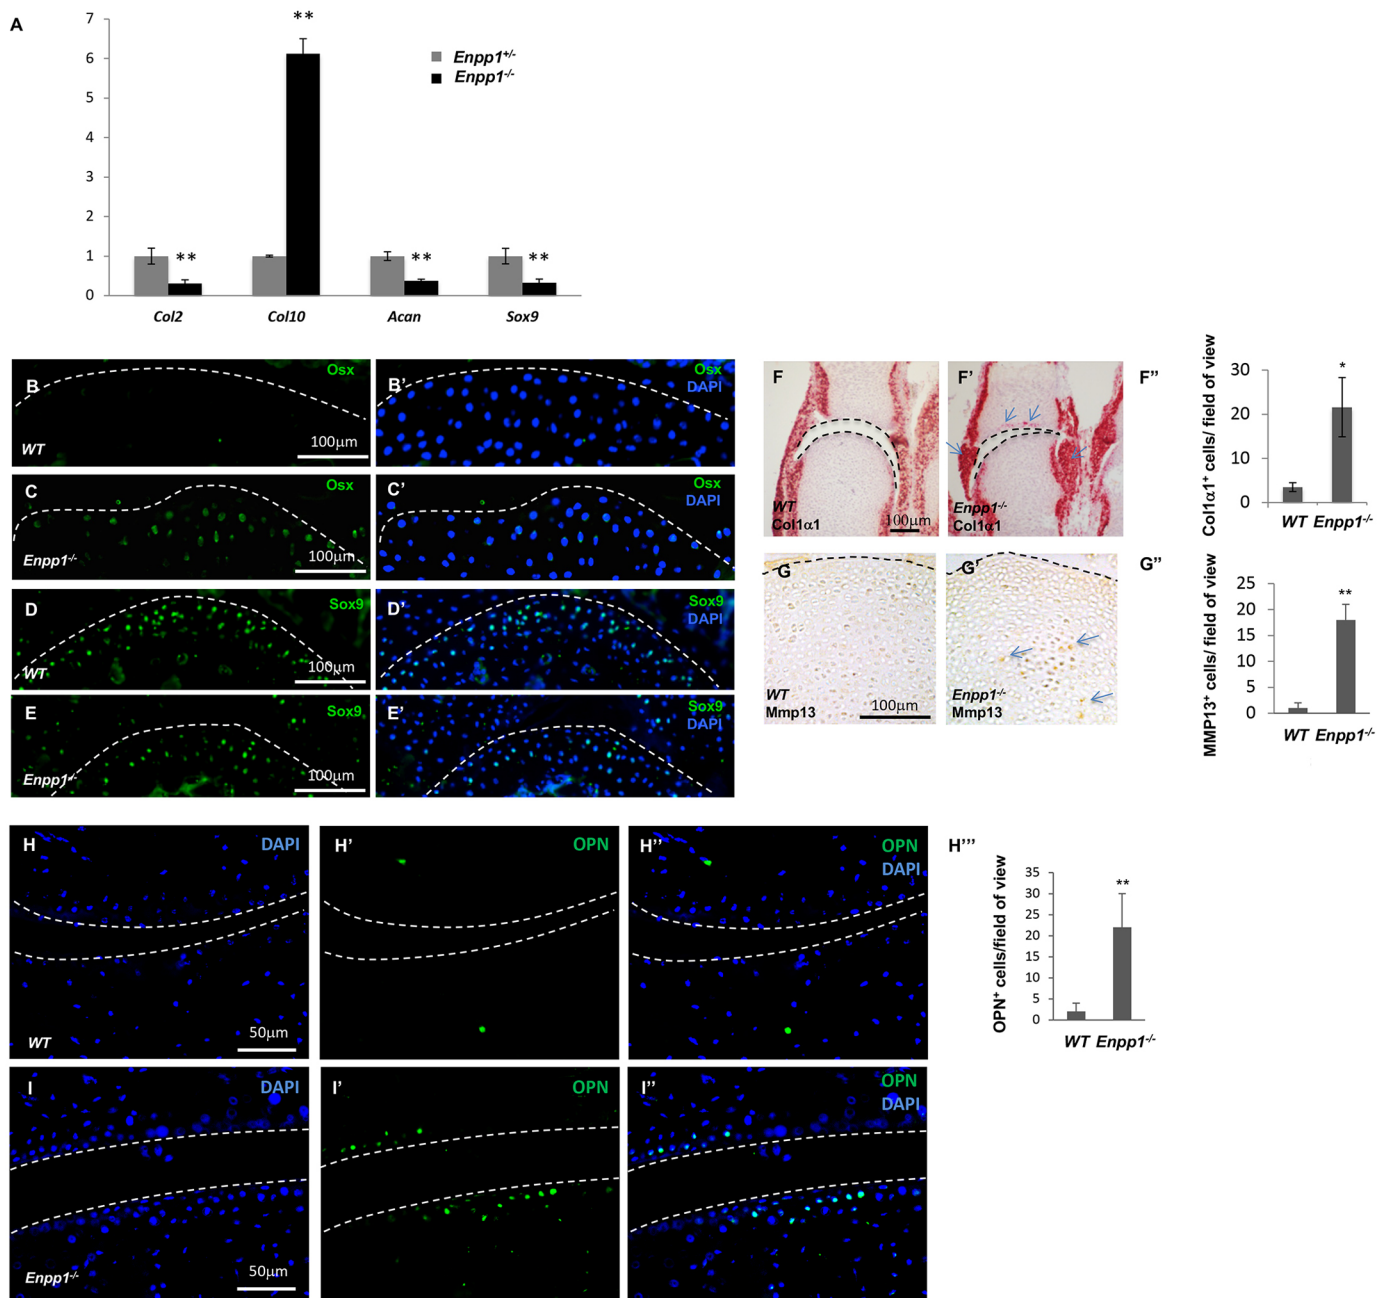 A
7
6
5
4
3
2
1
0
**
**
**
**
Enpp1+/-
Enpp1-/-
Col2 Col10 Acan Sox9
B Osx
WT 100μm
B' Osx
DAPI
C Osx
Enpp1-/- 100μm
C' Osx
DAPI
D Sox9
WT 100μm
D' Sox9
DAPI
E Sox9
Enpp1-/- 100μm
E' Sox9
DAPI
F
WT
Col1α1 100μm
F'
Enpp1-/-
Col1α1
F"
Col1α1+ cells/ field of view
30
20
10
0
*
WT Enpp1-/-
G
WT
Mmp13 100μm
G'
Enpp1-/-
Mmp13
G"
MMP13+ cells/ field of view
25
20
15
10
5
0
**
WT Enpp1-/-
H DAPI
WT 50μm
H' OPN
H'' OPN
DAPI
H'''
OPN+ cells/field of view
35
30
25
20
15
10
5
0
**
WT Enpp1-/-
I DAPI
Enpp1-/- 50μm
I' OPN
I'' OPN
DAPI